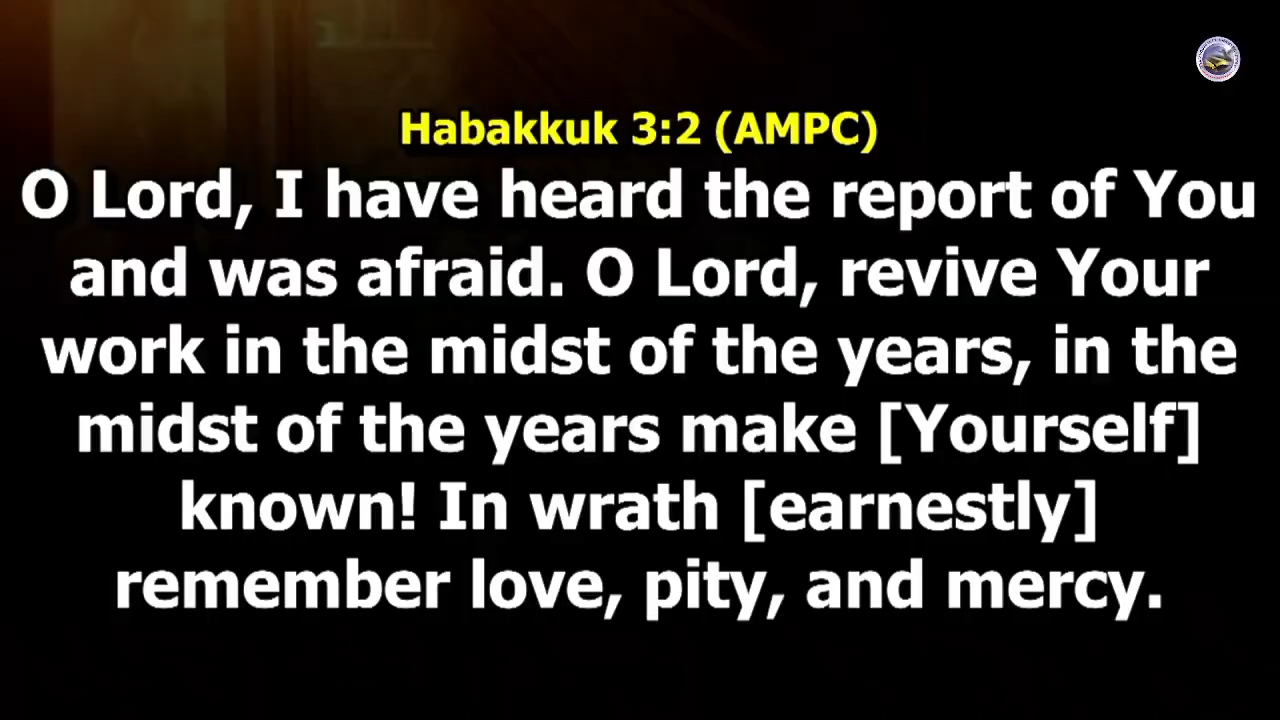 Habakkuk 3:2 (AMPC)
O Lord, I have heard the report of You
and was afraid. O Lord, revive Your
work in the midst of the years, in the
midst of the years make [Yourself]
known! In wrath [earnestly]
remember love, pity, and mercy.